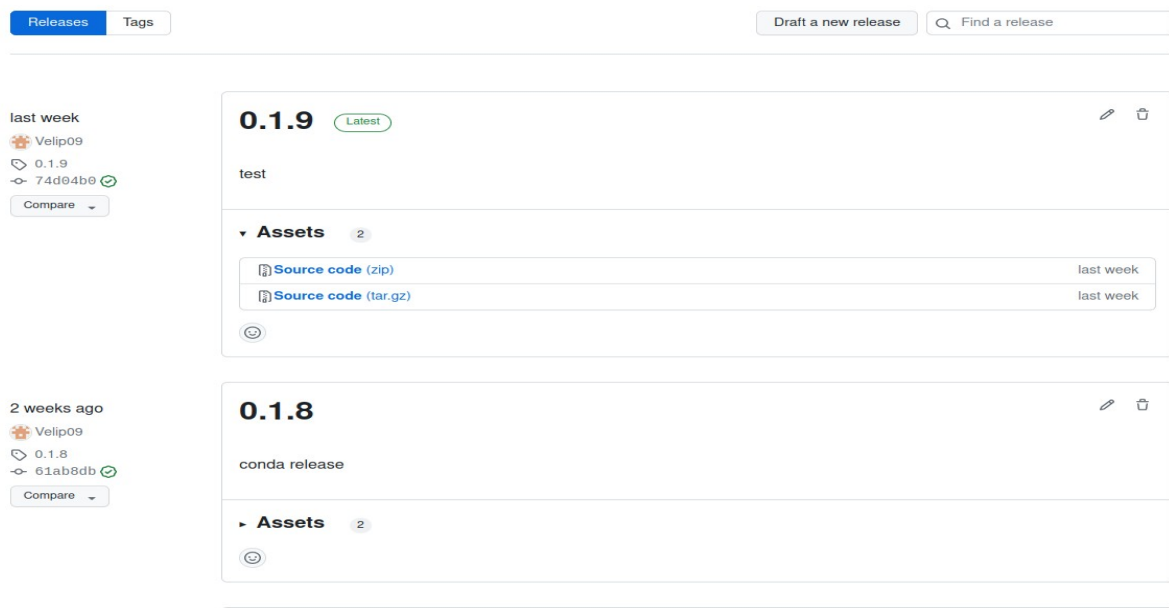 Releases Tags Draft a new release Find a release
last week
Velip09
0.1.9
74d04b0
Compare
0.1.9 Latest
test
Assets 2
Source code (zip) last week
Source code (tar.gz) last week
2 weeks ago
Velip09
0.1.8
61ab8db
Compare
0.1.8
conda release
Assets 2